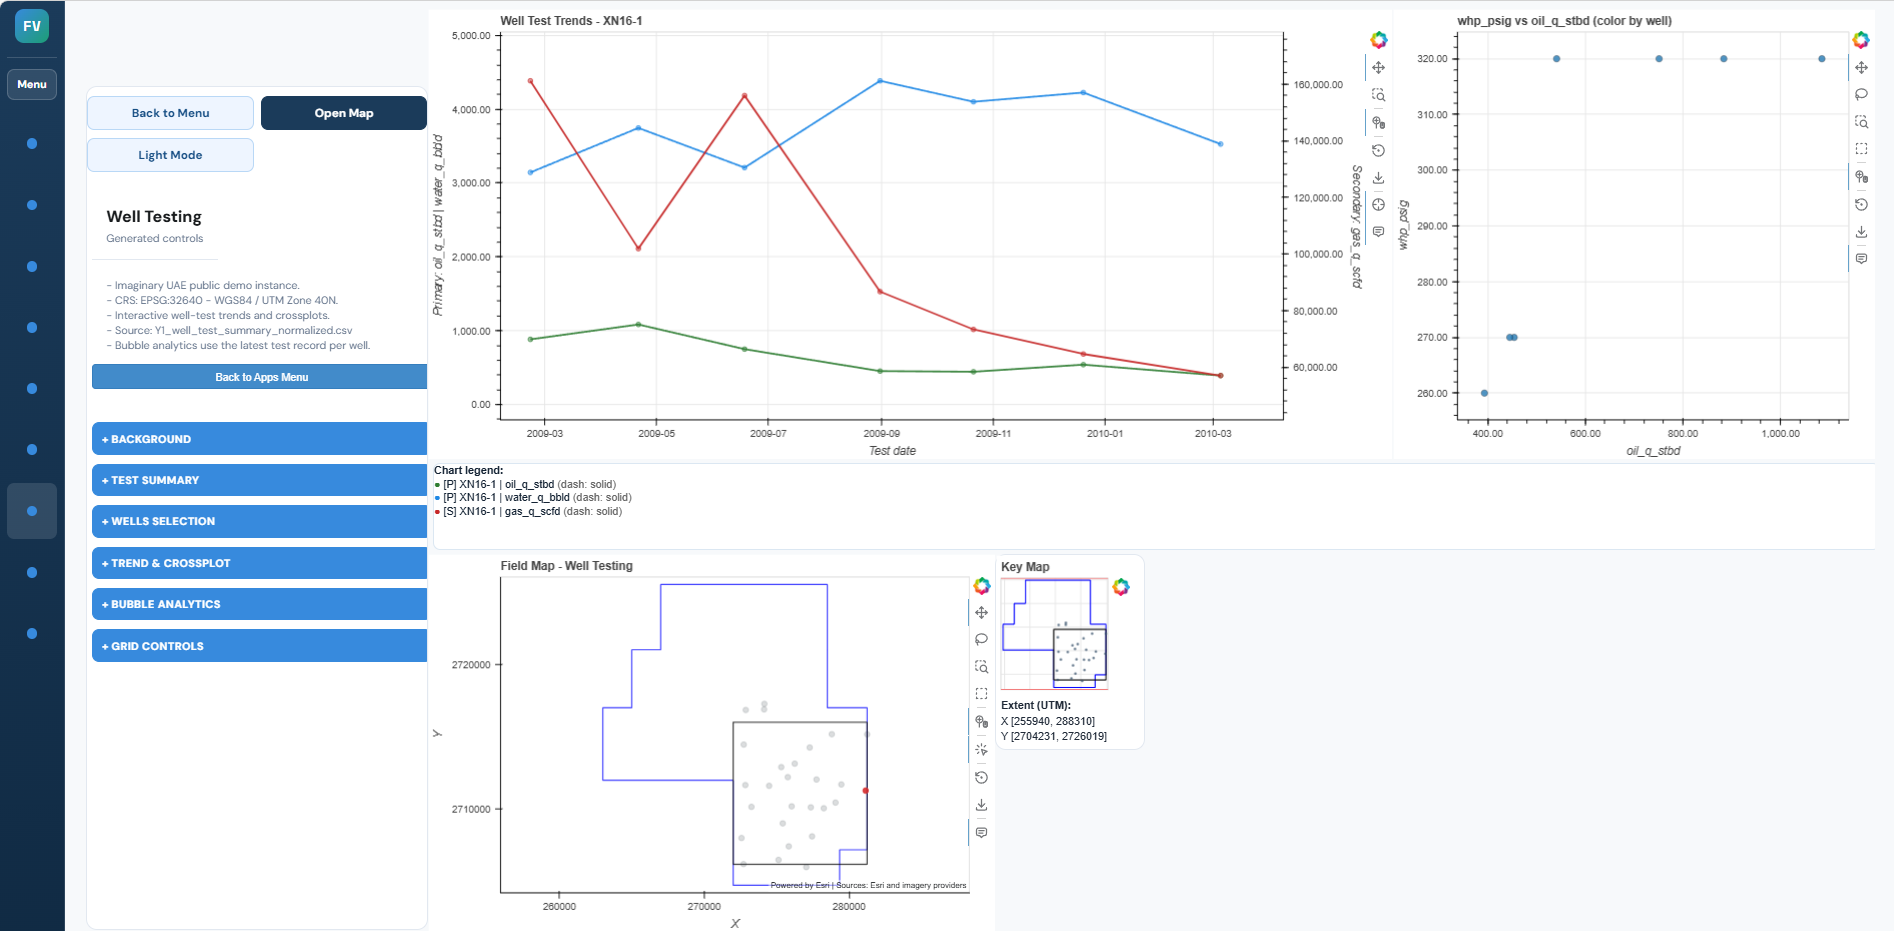 FV
Menu
Back to Menu
Open Map
Light Mode
Well Testing
Generated controls
- Imaginary UAE public demo instance.
- CRS: EPSG:32640 - WGS84 / UTM Zone 40N.
- Interactive well-test trends and crossplots.
- Source: Y1_well_test_summary_normalized.csv
- Bubble analytics use the latest test record per well.
Back to Apps Menu
+ BACKGROUND
+ TEST SUMMARY
+ WELLS SELECTION
+ TREND & CROSSPLOT
+ BUBBLE ANALYTICS
+ GRID CONTROLS
Well Test Trends - XN16-1
5,000.00
4,000.00
3,000.00
2,000.00
1,000.00
0.00
Primary: oil_q_stbd | water_q_bbld
160,000.00
140,000.00
120,000.00
100,000.00
80,000.00
60,000.00
Secondary: gas_q_scfd
2009-03
2009-05
2009-07
2009-09
2009-11
2010-01
2010-03
Test date
whp_psig vs oil_q_stbd (color by well)
320.00
310.00
300.00
290.00
280.00
270.00
260.00
whp_psig
400.00
600.00
800.00
1,000.00
oil_q_stbd
Chart legend:
● [P] XN16-1 | oil_q_stbd (dash: solid)
● [P] XN16-1 | water_q_bbld (dash: solid)
● [S] XN16-1 | gas_q_scfd (dash: solid)
Field Map - Well Testing
2720000
2710000
Y
260000
270000
280000
X
Powered by Esri | Sources: Esri and imagery providers
Key Map
Extent (UTM):
X [255940, 288310]
Y [2704231, 2726019]